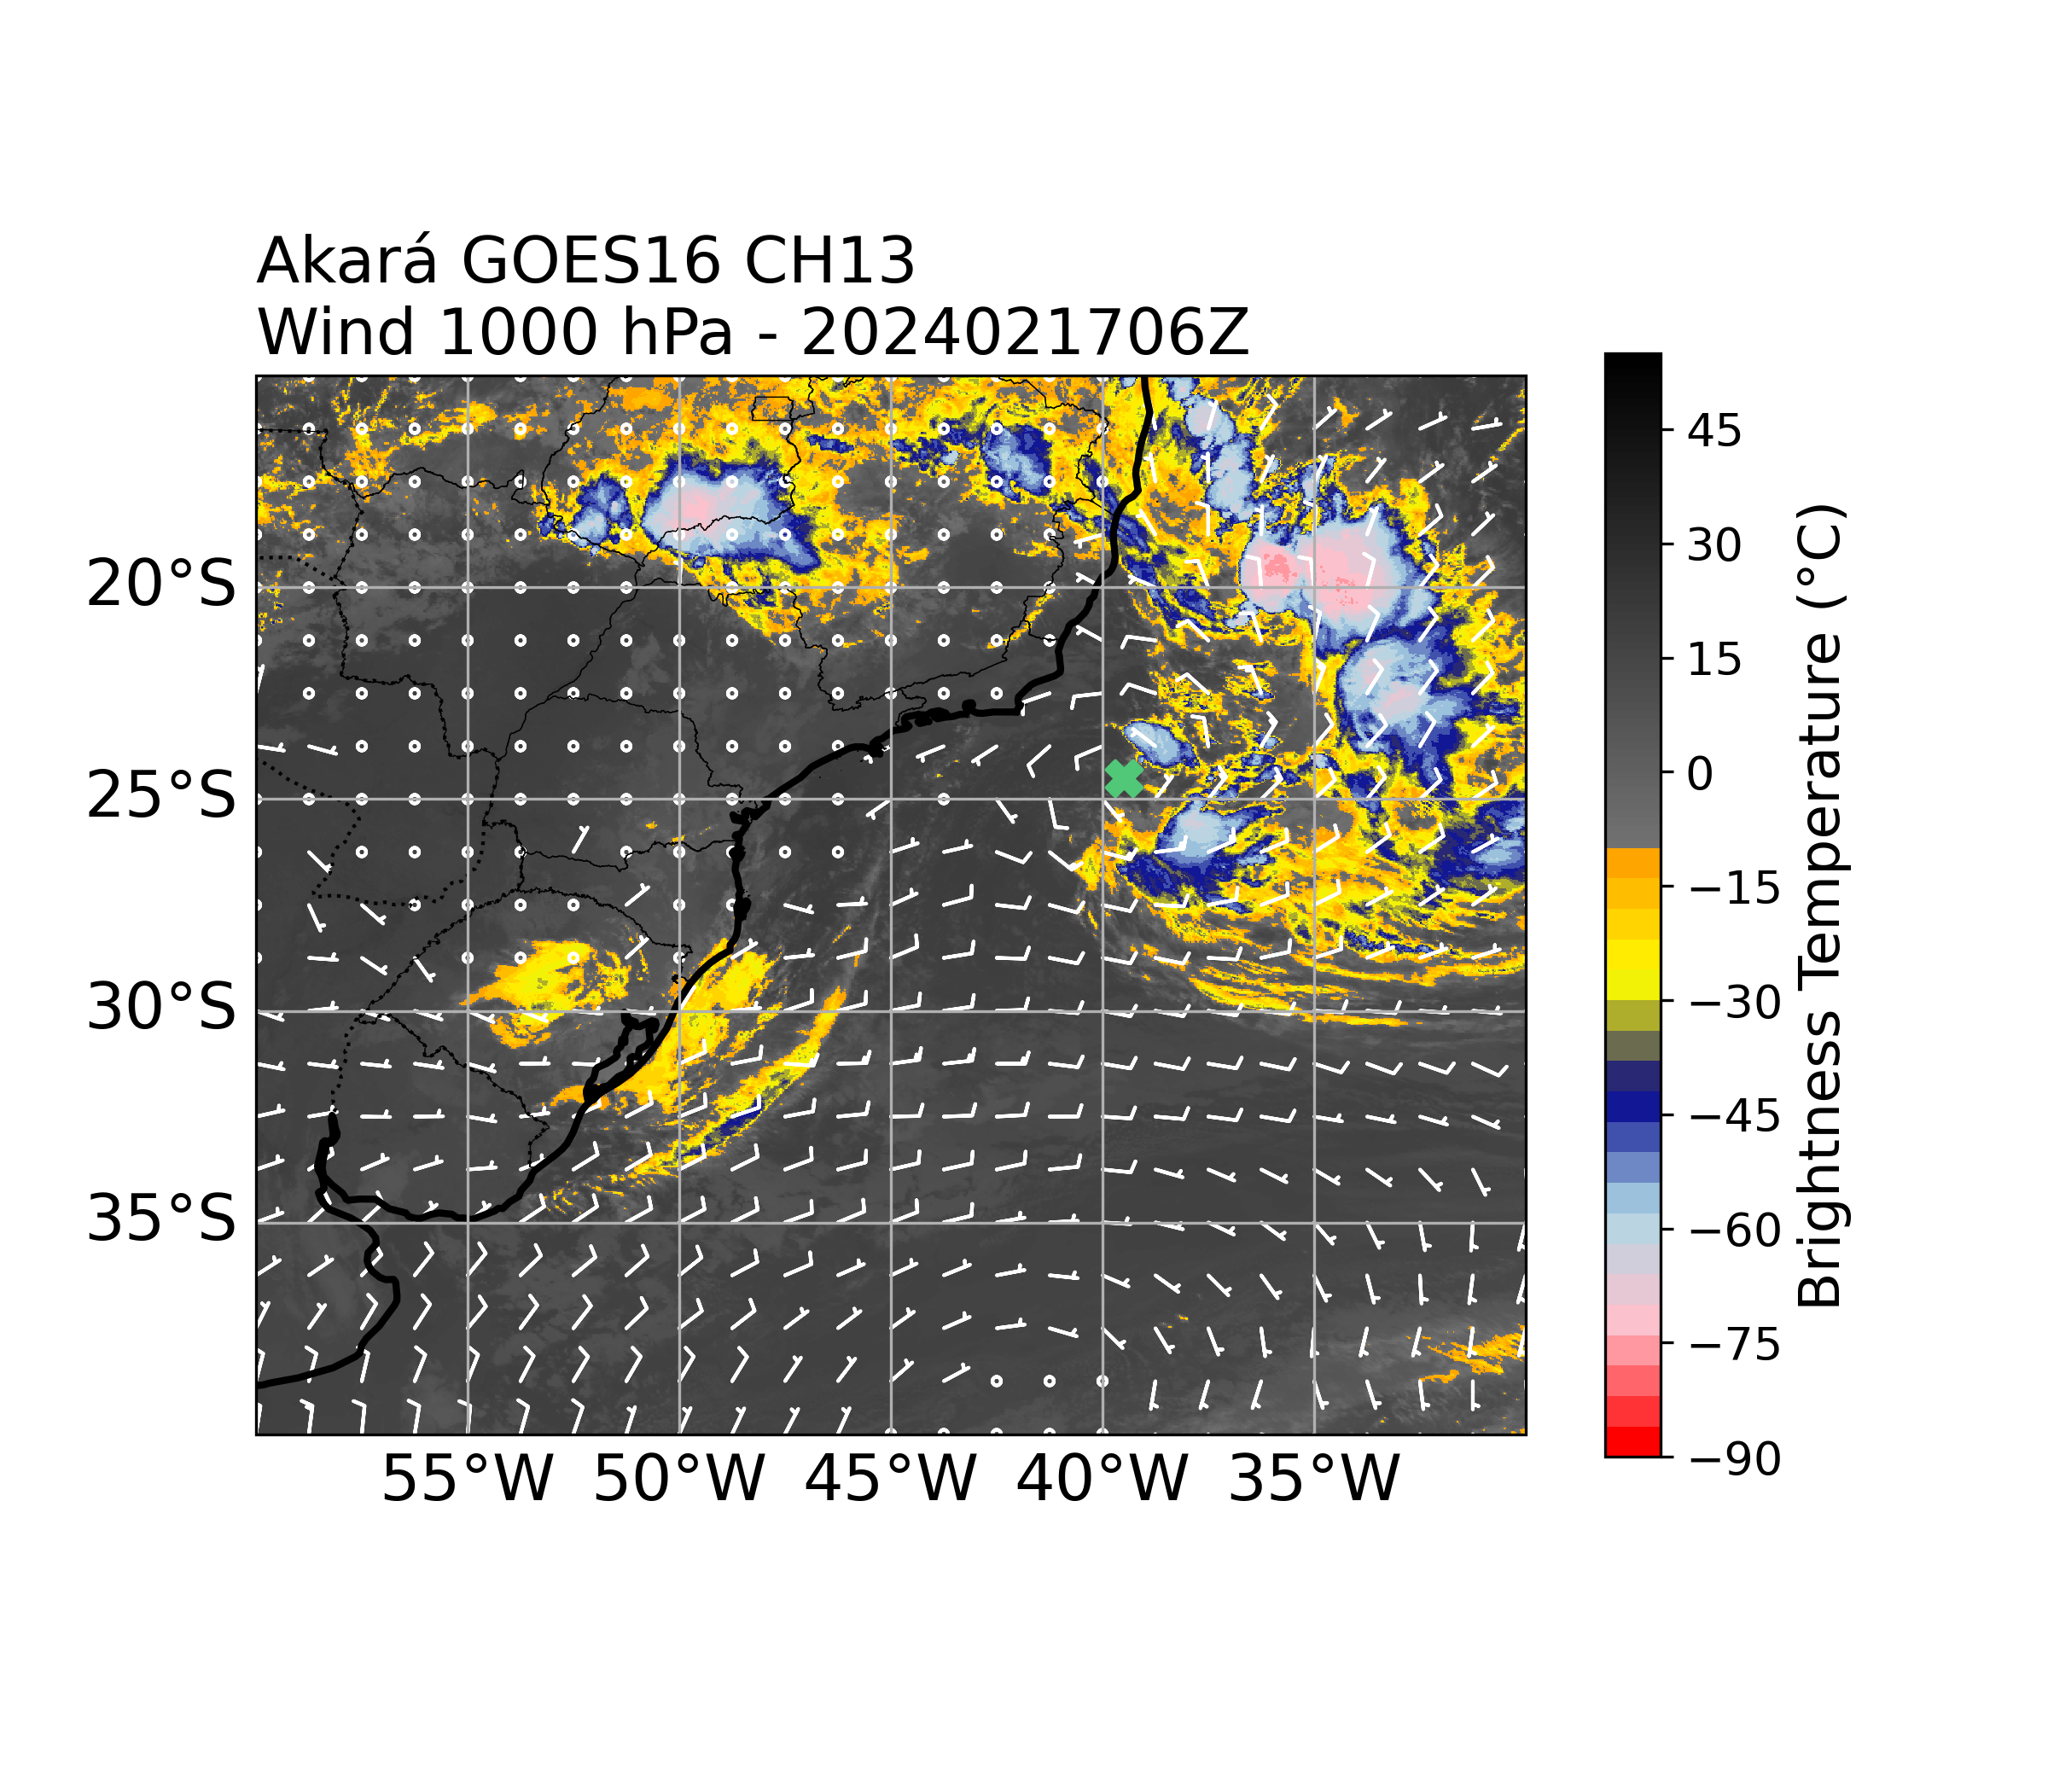 Akará GOES16 CH13
Wind 1000 hPa - 2024021706Z
20°S
25°S
30°S
35°S
55°W 50°W 45°W 40°W 35°W
45
30
15
0
−15
−30
−45
−60
−75
−90
Brightness Temperature (°C)